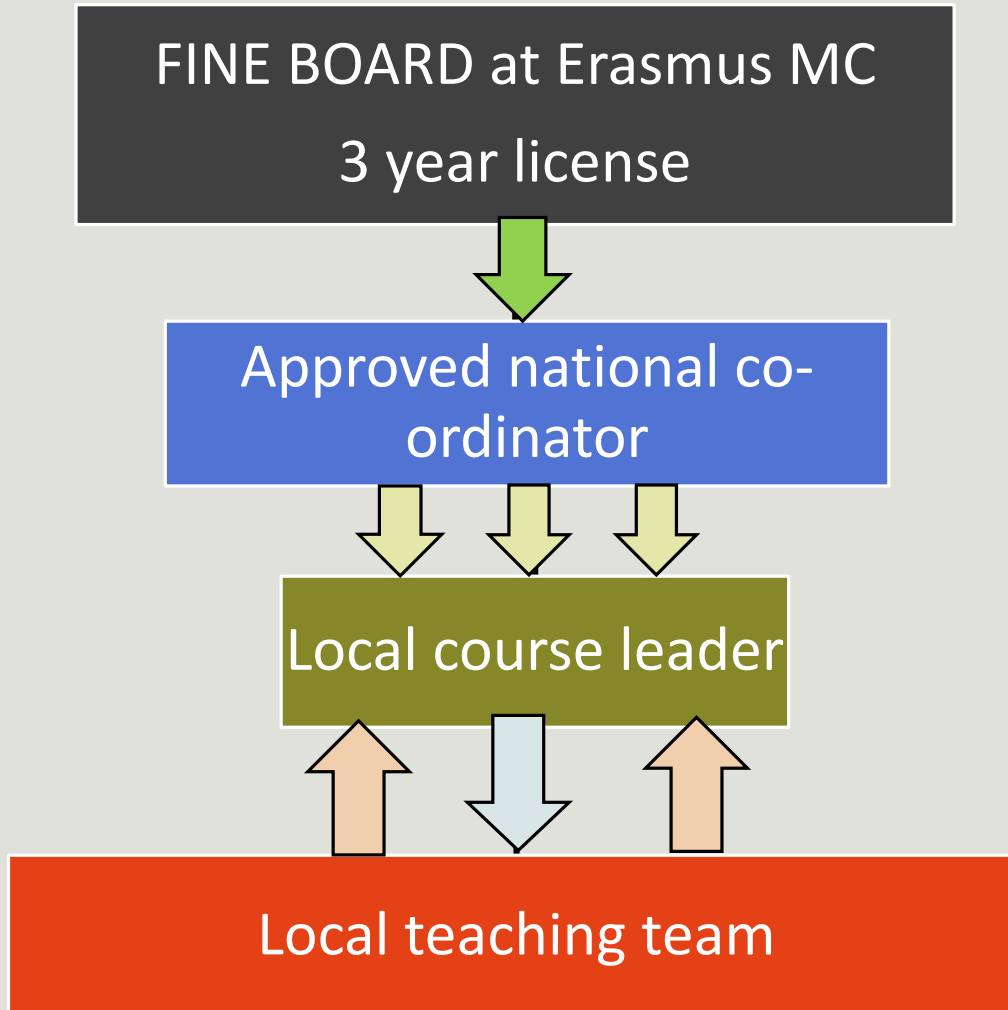 FINE BOARD at Erasmus MC
3 year license
Approved national co-
ordinator
Local course leader
Local teaching team